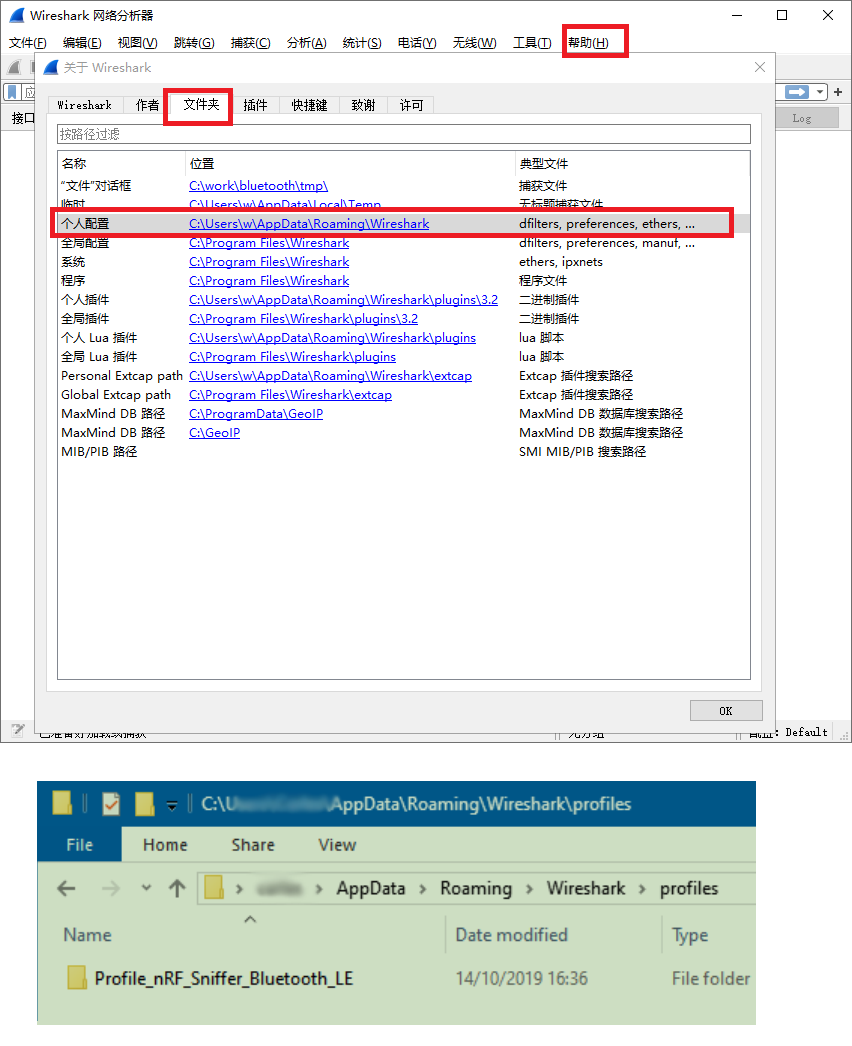 Wireshark 网络分析器
文件(F) 编辑(E) 视图(V) 跳转(G) 捕获(C) 分析(A) 统计(S) 电话(Y) 无线(W) 工具(T) 帮助(H)
关于 Wireshark
应
接口
Log
Wireshark 作者 文件夹 插件 快捷键 致谢 许可
按路径过滤
名称 位置 典型文件
“文件”对话框 C:\work\bluetooth\tmp\ 捕获文件
临时 C:\Users\w\AppData\Local\Temp 无标题捕获文件
个人配置 C:\Users\w\AppData\Roaming\Wireshark dfilters, preferences, ethers, ...
全局配置 C:\Program Files\Wireshark dfilters, preferences, manuf, ...
系统 C:\Program Files\Wireshark ethers, ipxnets
程序 C:\Program Files\Wireshark 程序文件
个人插件 C:\Users\w\AppData\Roaming\Wireshark\plugins\3.2 二进制插件
全局插件 C:\Program Files\Wireshark\plugins\3.2 二进制插件
个人 Lua 插件 C:\Users\w\AppData\Roaming\Wireshark\plugins lua 脚本
全局 Lua 插件 C:\Program Files\Wireshark\plugins lua 脚本
Personal Extcap path C:\Users\w\AppData\Roaming\Wireshark\extcap Extcap 插件搜索路径
Global Extcap path C:\Program Files\Wireshark\extcap Extcap 插件搜索路径
MaxMind DB 路径 C:\ProgramData\GeoIP MaxMind DB 数据库搜索路径
MaxMind DB 路径 C:\GeoIP MaxMind DB 数据库搜索路径
MIB/PIB 路径 SMI MIB/PIB 搜索路径
OK
已准备好加载或捕获 无分组 配置: Default
C:\U \AppData\Roaming\Wireshark\profiles
File Home Share View
AppData Roaming Wireshark profiles
Name Date modified Type
Profile_nRF_Sniffer_Bluetooth_LE 14/10/2019 16:36 File folder